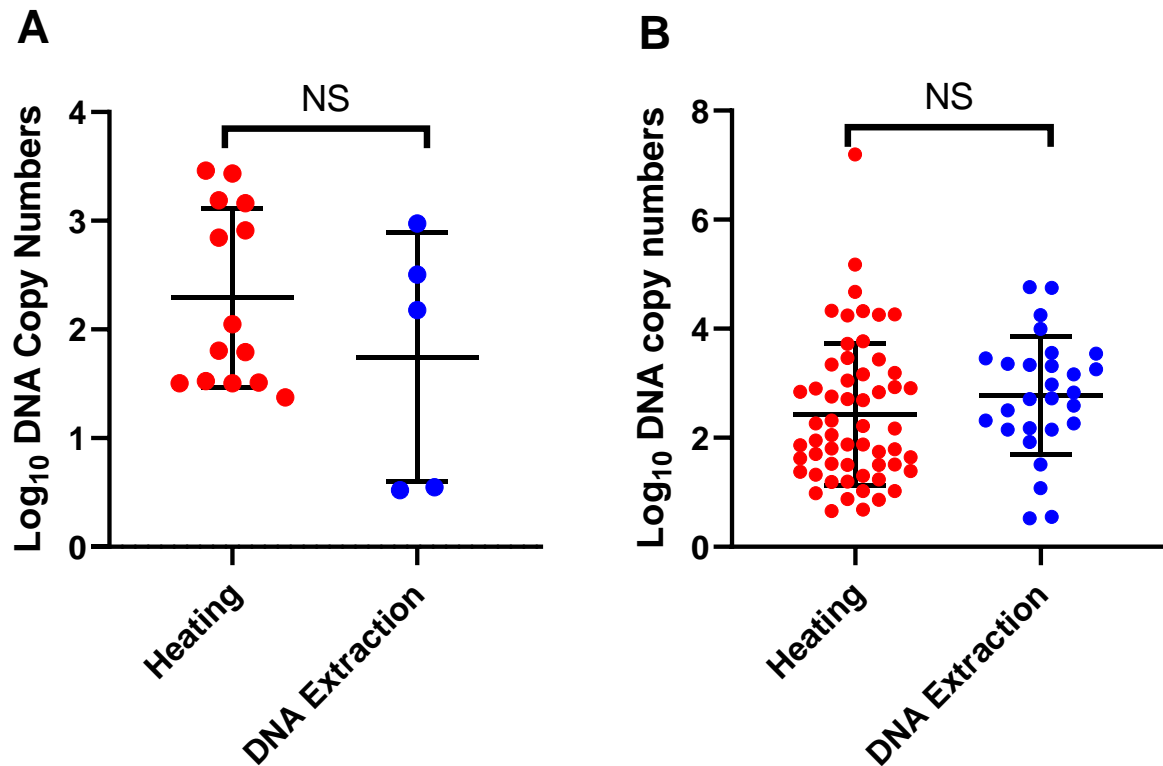 A
NS
Log10 DNA Copy Numbers
4
3
2
1
0
Heating
DNA Extraction
B
NS
Log10 DNA copy numbers
8
6
4
2
0
Heating
DNA Extraction